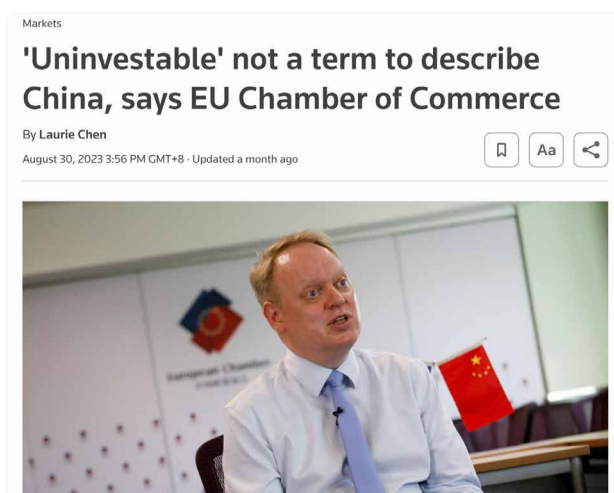 Markets
'Uninvestable' not a term to describe
China, says EU Chamber of Commerce
By Laurie Chen
August 30, 2023 3:56 PM GMT+8 · Updated a month ago
Aa
European Chamber